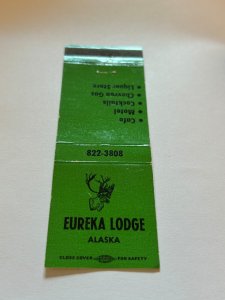 • Cafe
• Motel
• Cocktails
• Chevron Gas
• Liquor Store
822-3808
EUREKA LODGE
ALASKA
CLOSE COVER FOR SAFETY